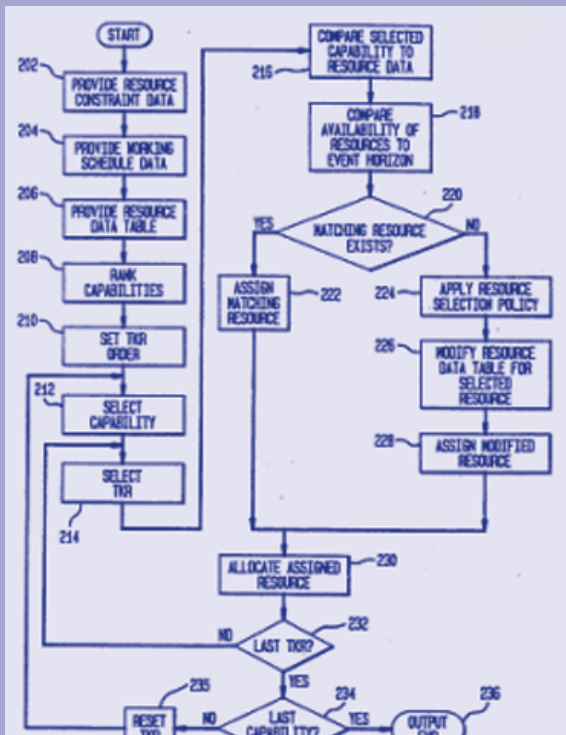 START
202
PROVIDE RESOURCE
CONSTRAINT DATA
204
PROVIDE WORKING
SCHEDULE DATA
206
PROVIDE RESOURCE
DATA TABLE
208
RANK
CAPABILITIES
210
SET TKR
ORDER
212
SELECT
CAPABILITY
SELECT
TKR
214
COMPARE SELECTED
CAPABILITY TO
RESOURCE DATA
216
COMPARE
AVAILABILITY OF
RESOURCES TO
EVENT HORIZON
218
220
MATCHING RESOURCE
EXISTS?
YES
NO
ASSIGN
MATCHING
RESOURCE
222
224
APPLY RESOURCE
SELECTION POLICY
226
MODIFY RESOURCE
DATA TABLE FOR
SELECTED
RESOURCE
228
ASSIGN MODIFIED
RESOURCE
ALLOCATE ASSIGNED
RESOURCE
230
232
LAST TKR?
NO
YES
235
RESET
TKR
NO
234
LAST
CAPABILITY?
YES
236
OUTPUT
END